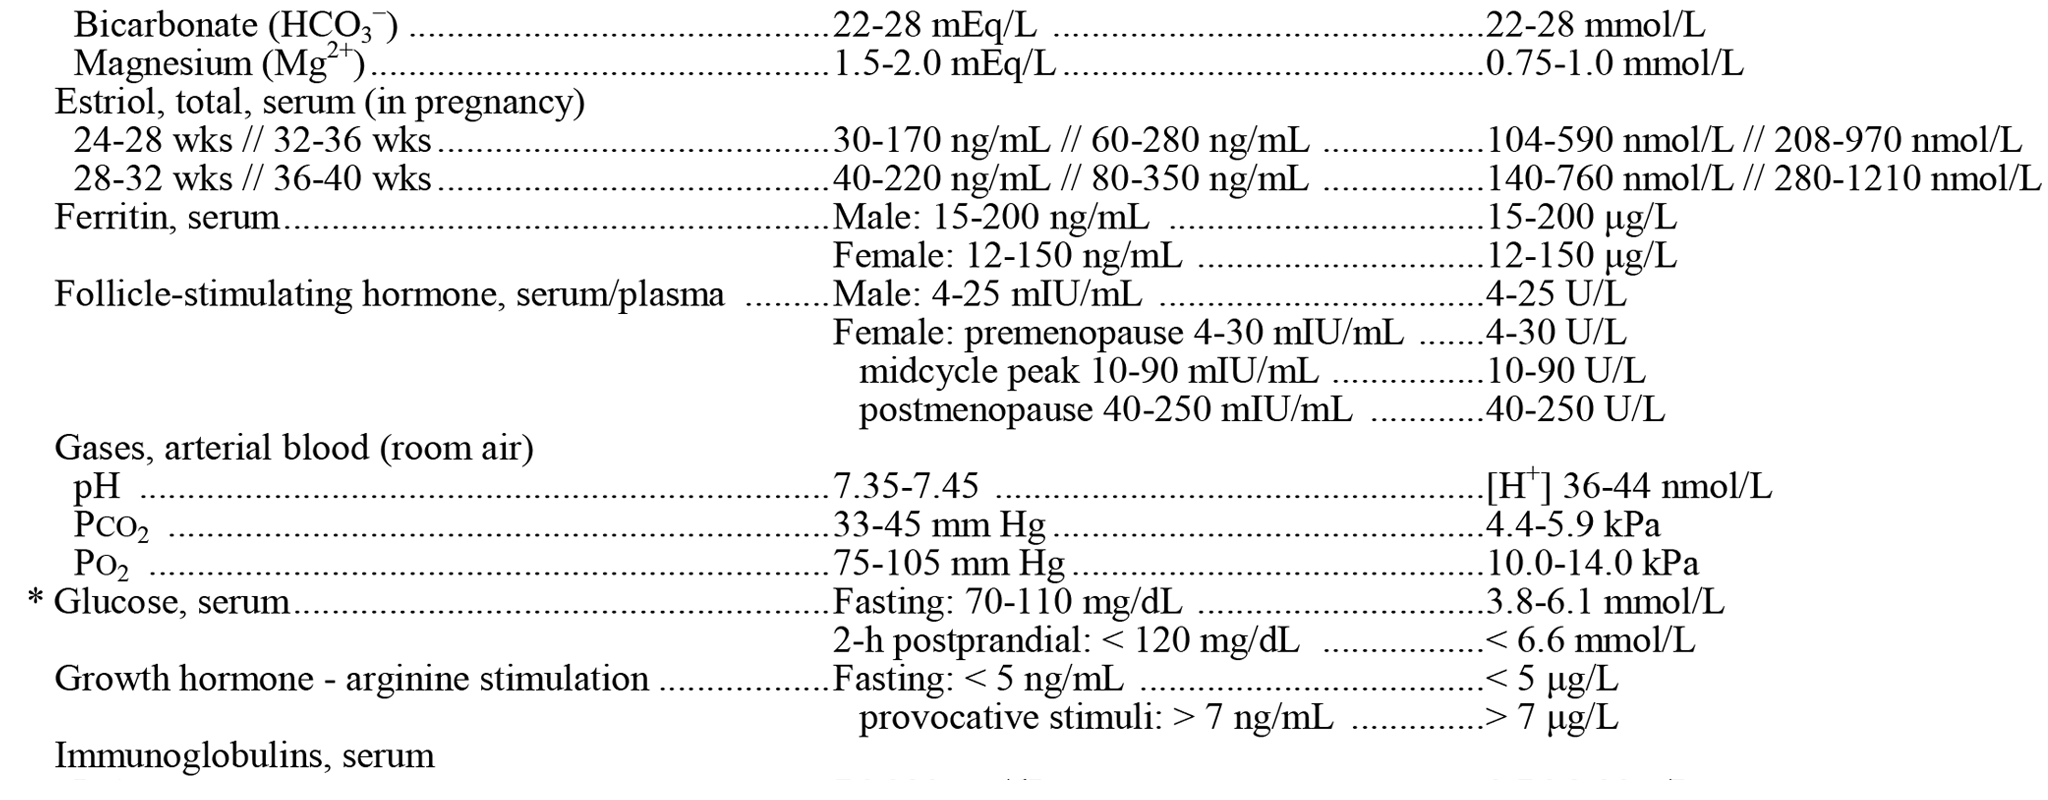 Bicarbonate (HCO₃⁻) ........................................................22-28 mEq/L ..............................................22-28 mmol/L
Magnesium (Mg²⁺)................................................1.5-2.0 mEq/L............................................0.75-1.0 mmol/L
Estriol, total, serum (in pregnancy)
24-28 wks // 32-36 wks.........................................30-170 ng/mL // 60-280 ng/mL .................104-590 nmol/L // 208-970 nmol/L
28-32 wks // 36-40 wks.........................................40-220 ng/mL // 80-350 ng/mL .................140-760 nmol/L // 280-1210 nmol/L
Ferritin, serum.........................................................Male: 15-200 ng/mL .................................15-200 µg/L
Female: 12-150 ng/mL ..............................12-150 µg/L
Follicle-stimulating hormone, serum/plasma .........Male: 4-25 mIU/mL ..................................4-25 U/L
Female: premenopause 4-30 mIU/mL .......4-30 U/L
midcycle peak 10-90 mIU/mL ................10-90 U/L
postmenopause 40-250 mIU/mL ............40-250 U/L
Gases, arterial blood (room air)
pH .........................................................................7.35-7.45 ....................................................[H⁺] 36-44 nmol/L
PCO₂ ......................................................................33-45 mm Hg.............................................4.4-5.9 kPa
PO₂ ........................................................................75-105 mm Hg...........................................10.0-14.0 kPa
* Glucose, serum.........................................................Fasting: 70-110 mg/dL ..............................3.8-6.1 mmol/L
2-h postprandial: < 120 mg/dL .................< 6.6 mmol/L
Growth hormone - arginine stimulation ..................Fasting: < 5 ng/mL ....................................< 5 µg/L
provocative stimuli: > 7 ng/mL ..............> 7 µg/L
Immunoglobulins, serum